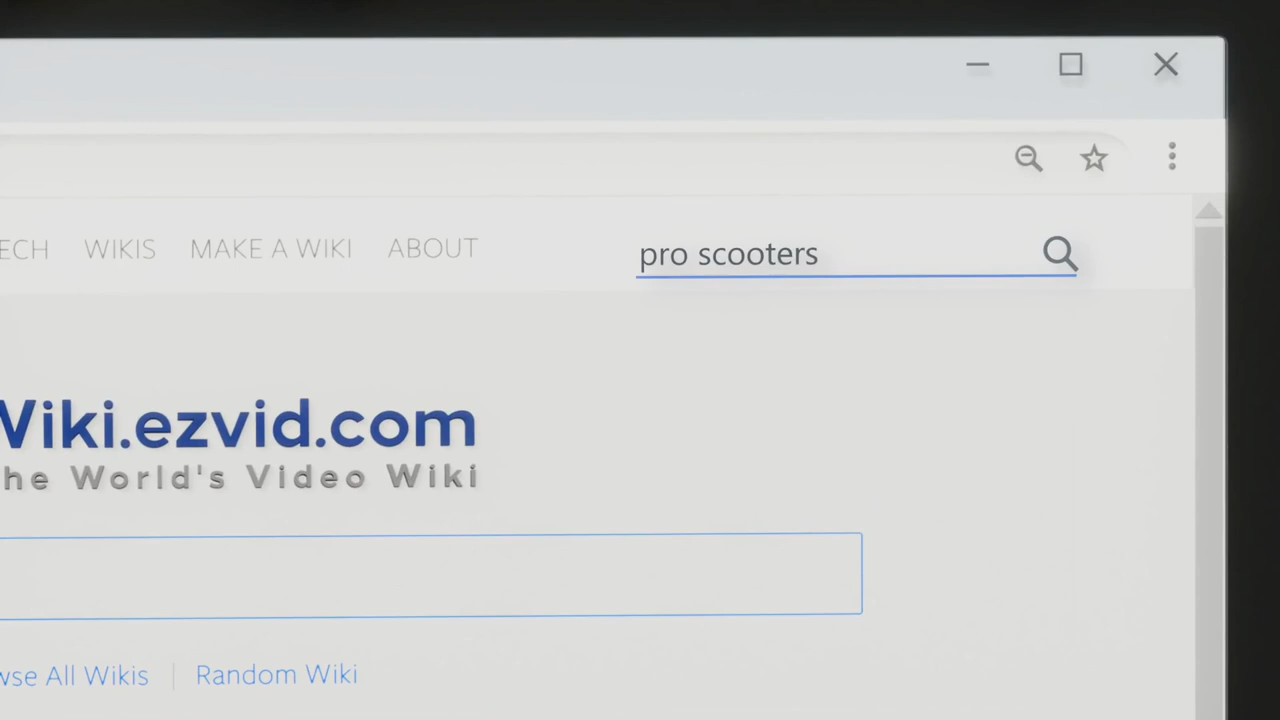 ECH WIKIS MAKE A WIKI ABOUT
pro scooters
Wiki.ezvid.com
he World's Video Wiki
wse All Wikis | Random Wiki